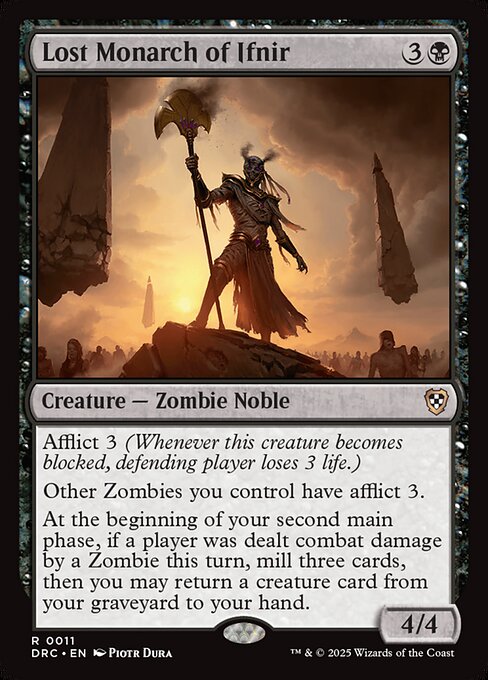 Lost Monarch of Ifnir 3
Creature — Zombie Noble
Afflict 3 (Whenever this creature becomes
blocked, defending player loses 3 life.)
Other Zombies you control have afflict 3.
At the beginning of your second main
phase, if a player was dealt combat damage
by a Zombie this turn, mill three cards,
then you may return a creature card from
your graveyard to your hand.
4/4
R 0011
DRC • EN Piotr Dura
™ & © 2025 Wizards of the Coast